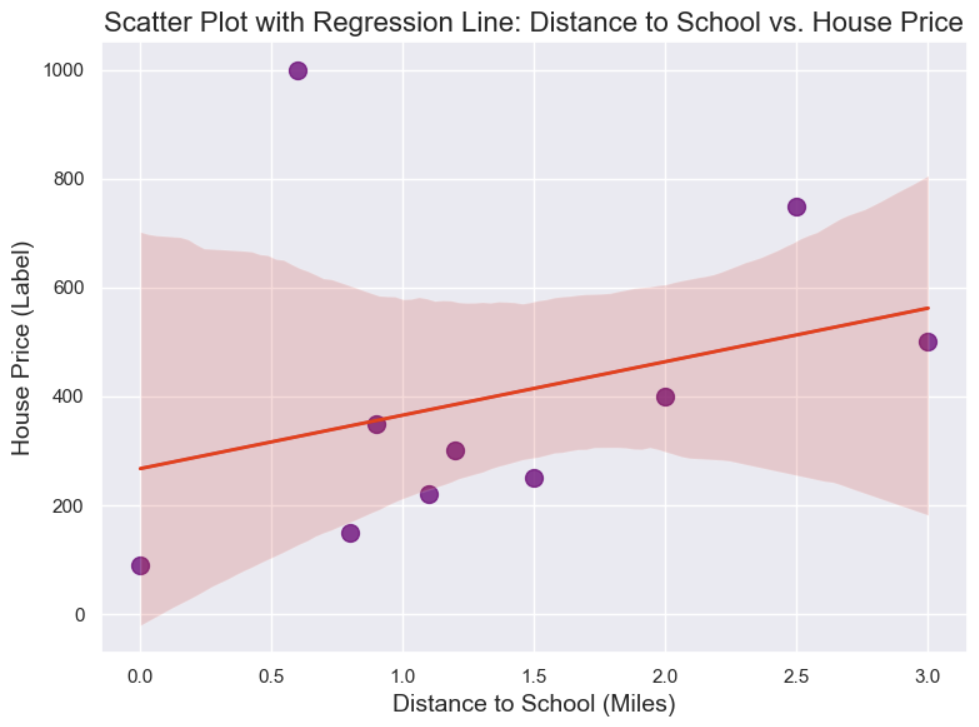 Scatter Plot with Regression Line: Distance to School vs. House Price
1000
800
600
400
200
0
House Price (Label)
0.0 0.5 1.0 1.5 2.0 2.5 3.0
Distance to School (Miles)